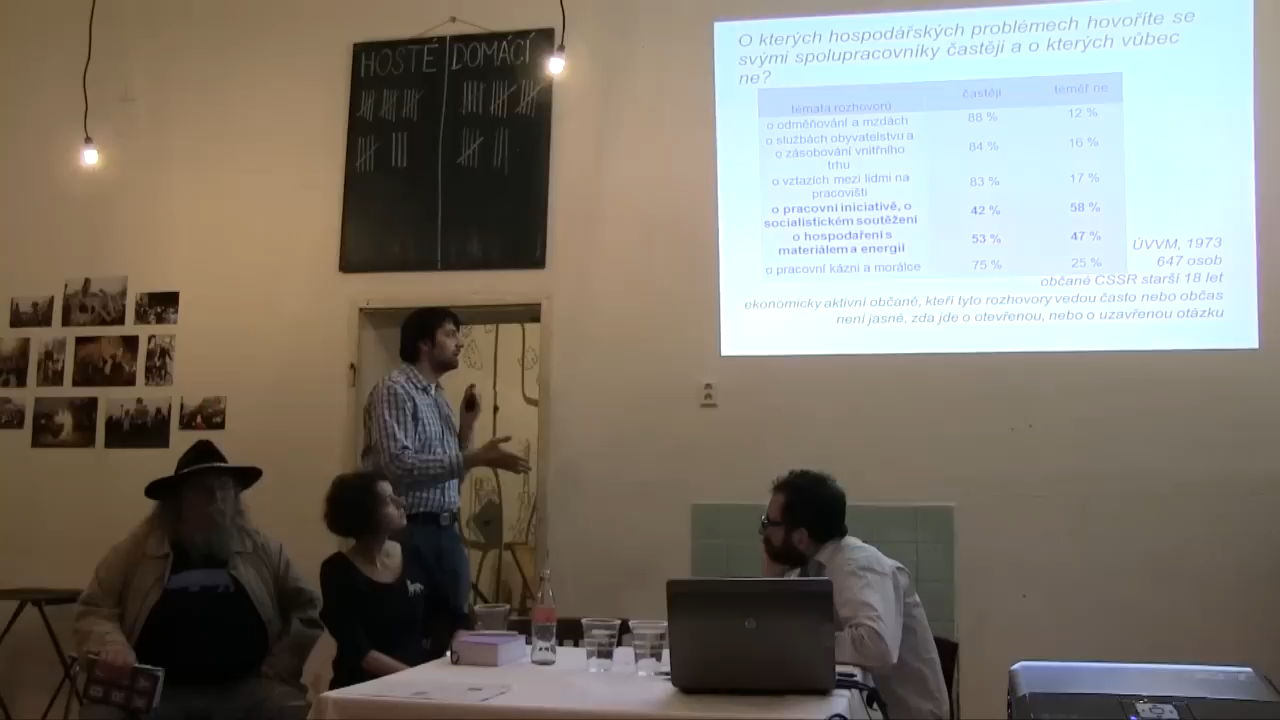 HOSTÉ DOMÁCÍ
O kterých hospodářských problémech hovoříte se
svými spolupracovníky častěji a o kterých vůbec
ne?
témata rozhovorů častěji téměř ne
o odměňování a mzdách 88 % 12 %
o službách obyvatelstvu a
o zásobování vnitřního
trhu 84 % 16 %
o vztazích mezi lidmi na
pracovišti 83 % 17 %
o pracovní iniciativě, o
socialistickém soutěžení 42 % 58 %
o hospodaření s
materiálem a energií 53 % 47 %
o pracovní kázni a morálce 75 % 25 %
ÚVVM, 1973
647 osob
občané ČSSR starší 18 let
ekonomicky aktivní občané, kteří tyto rozhovory vedou často nebo občas
není jasné, zda jde o otevřenou, nebo o uzavřenou otázku
hp